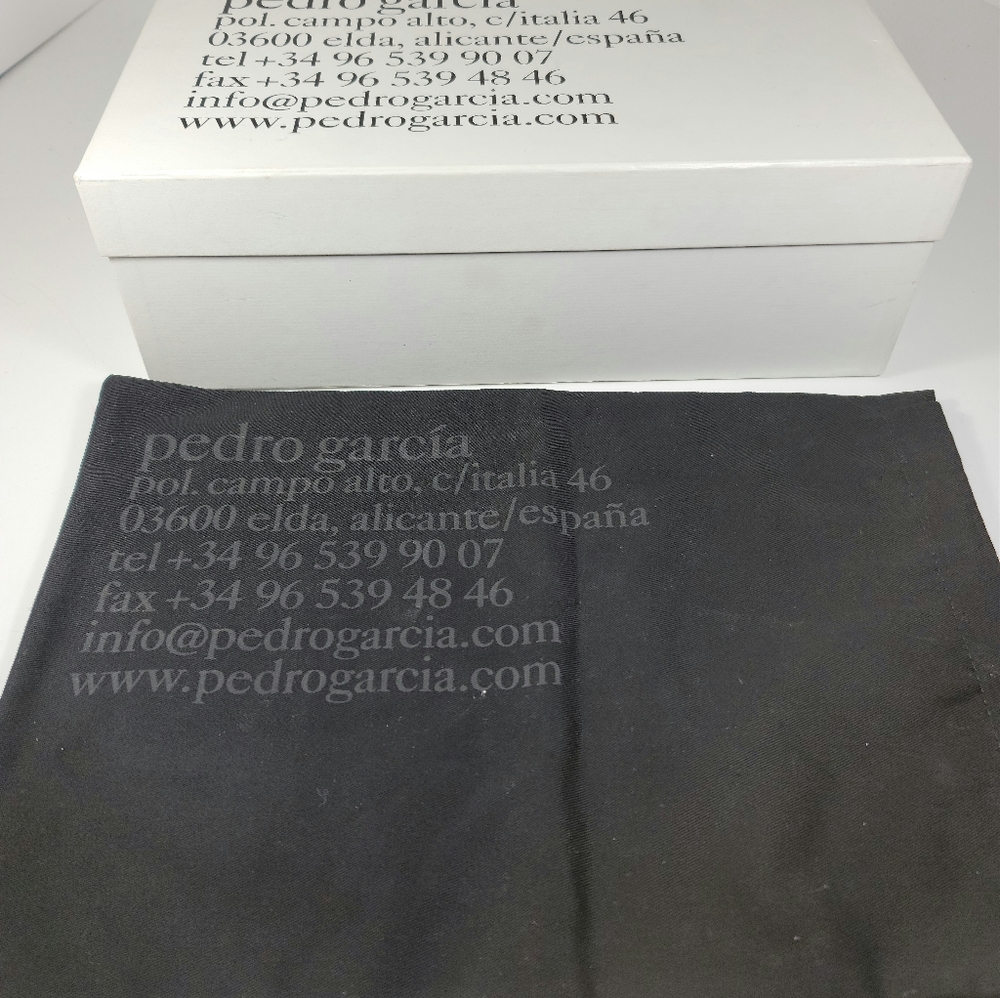 pedro garcía
pol. campo alto, c/italia 46
03600 elda, alicante/españa
tel +34 96 539 90 07
fax +34 96 539 48 46
info@pedrogarcia.com
www.pedrogarcia.com
pedro garcía
pol. campo alto, c/italia 46
03600 elda, alicante/españa
tel +34 96 539 90 07
fax +34 96 539 48 46
info@pedrogarcia.com
www.pedrogarcia.com